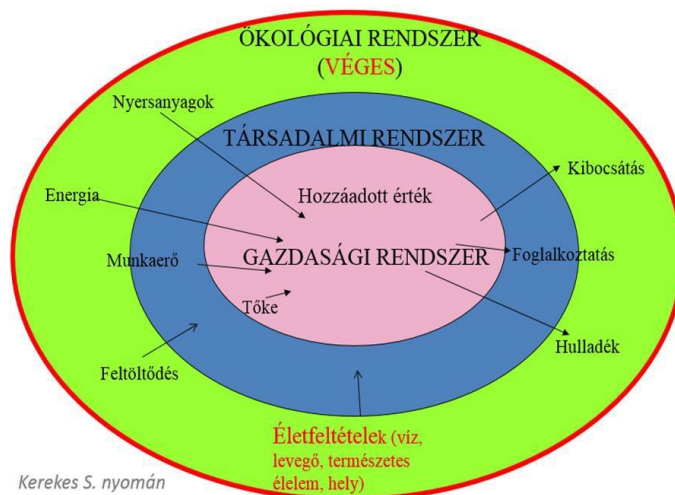 ÖKOLÓGIAI RENDSZER
(VÉGES)
Nyersanyagok
TÁRSADALMI RENDSZER
Kibocsátás
Hozzáadott érték
Energia
Munkaerő
GAZDASÁGI RENDSZER
Foglalkoztatás
Tőke
Hulladék
Feltöltődés
Életfeltételek (víz,
levegő, természetes
élelem, hely)
Kerekes S. nyomán